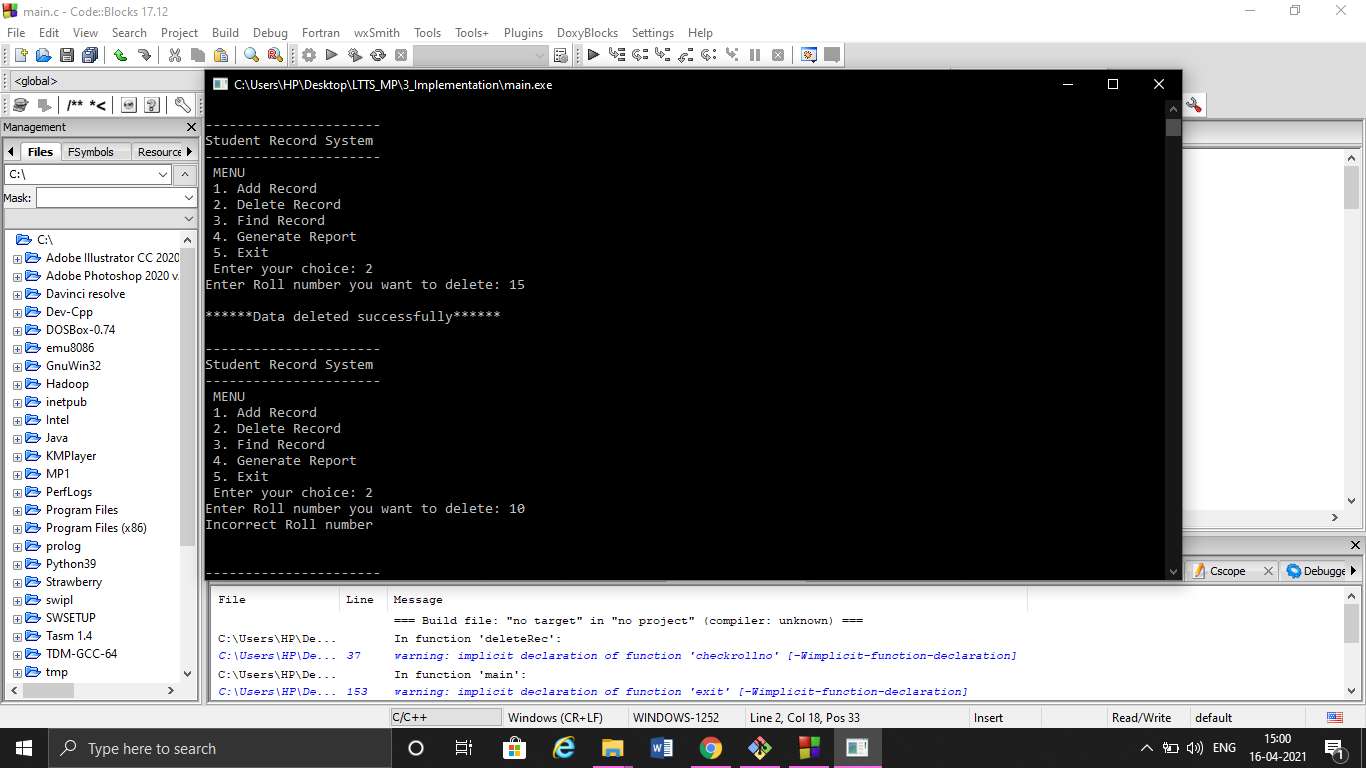 main.c - Code::Blocks 17.12
File Edit View Search Project Build Debug Fortran wxSmith Tools Tools+ Plugins DoxyBlocks Settings Help
<global>
/** *<
C:\Users\HP\Desktop\LTTS_MP\3_Implementation\main.exe
Management
Files FSymbols Resource
C:\
Mask:
C:\
Adobe Illustrator CC 2020
Adobe Photoshop 2020 v.
Davinci resolve
Dev-Cpp
DOSBox-0.74
emu8086
GnuWin32
Hadoop
inetpub
Intel
Java
KMPlayer
MP1
PerfLogs
Program Files
Program Files (x86)
prolog
Python39
Strawberry
swipl
SWSETUP
Tasm 1.4
TDM-GCC-64
tmp
----------------------
Student Record System
----------------------
MENU
1. Add Record
2. Delete Record
3. Find Record
4. Generate Report
5. Exit
Enter your choice: 2
Enter Roll number you want to delete: 15
******Data deleted successfully******
----------------------
Student Record System
----------------------
MENU
1. Add Record
2. Delete Record
3. Find Record
4. Generate Report
5. Exit
Enter your choice: 2
Enter Roll number you want to delete: 10
Incorrect Roll number
----------------------
Cscope Debugge
File Line Message
=== Build file: "no target" in "no project" (compiler: unknown) ===
C:\Users\HP\De... In function 'deleteRec':
C:\Users\HP\De... 37 warning: implicit declaration of function 'checkrollno' [-Wimplicit-function-declaration]
C:\Users\HP\De... In function 'main':
C:\Users\HP\De... 153 warning: implicit declaration of function 'exit' [-Wimplicit-function-declaration]
C/C++ Windows (CR+LF) WINDOWS-1252 Line 2, Col 18, Pos 33 Insert Read/Write default
Type here to search
ENG
15:00
16-04-2021
1